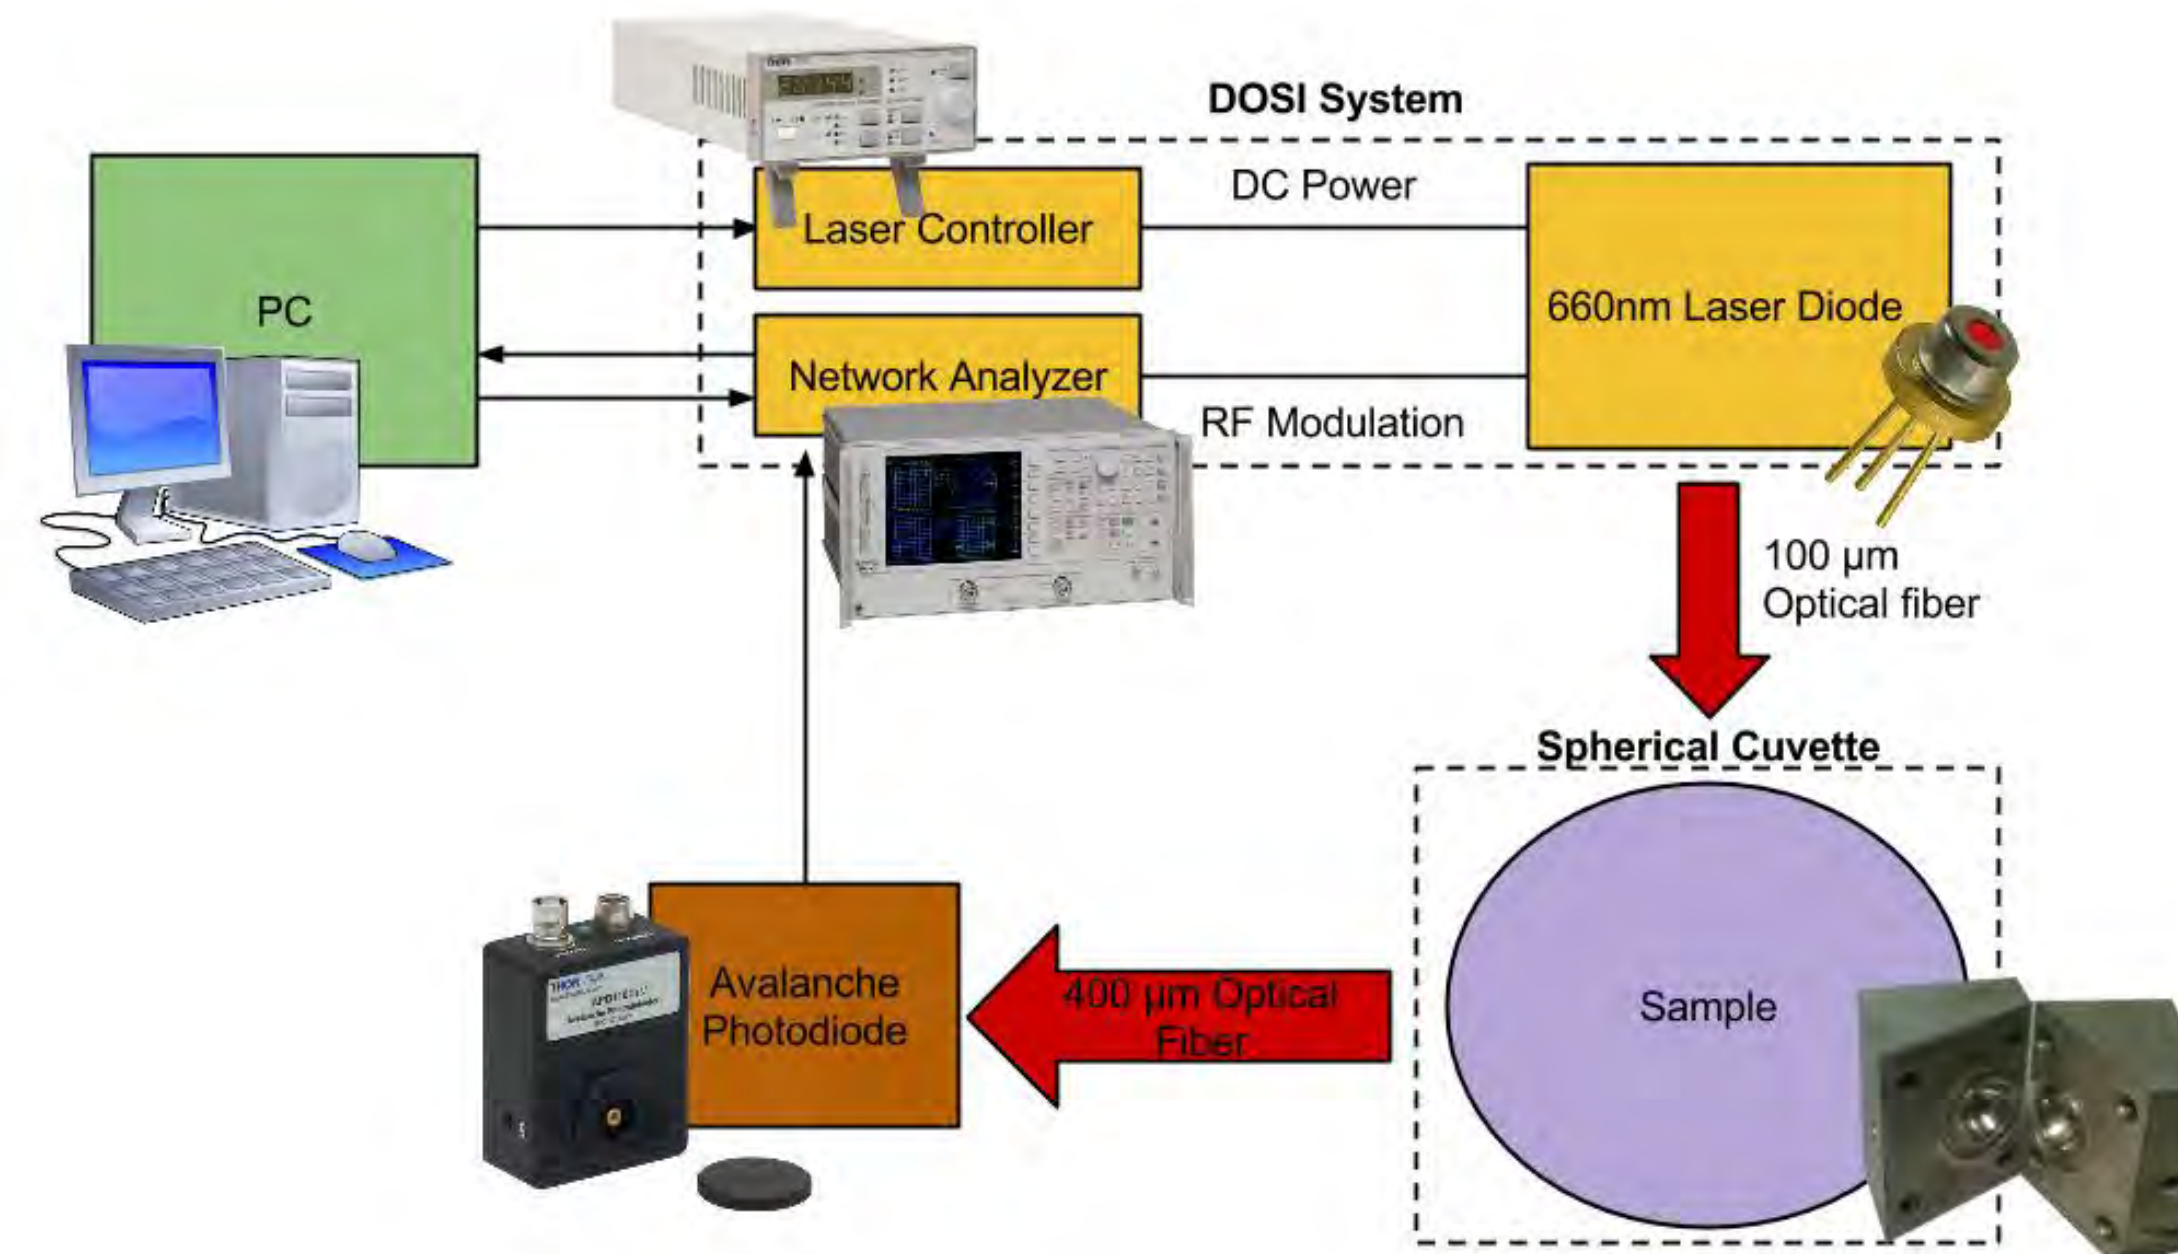 DOSI System
DC Power
Laser Controller
PC
660nm Laser Diode
Network Analyzer
RF Modulation
100 µm
Optical fiber
Spherical Cuvette
Sample
400 µm Optical
Fiber
Avalanche
Photodiode
THOR